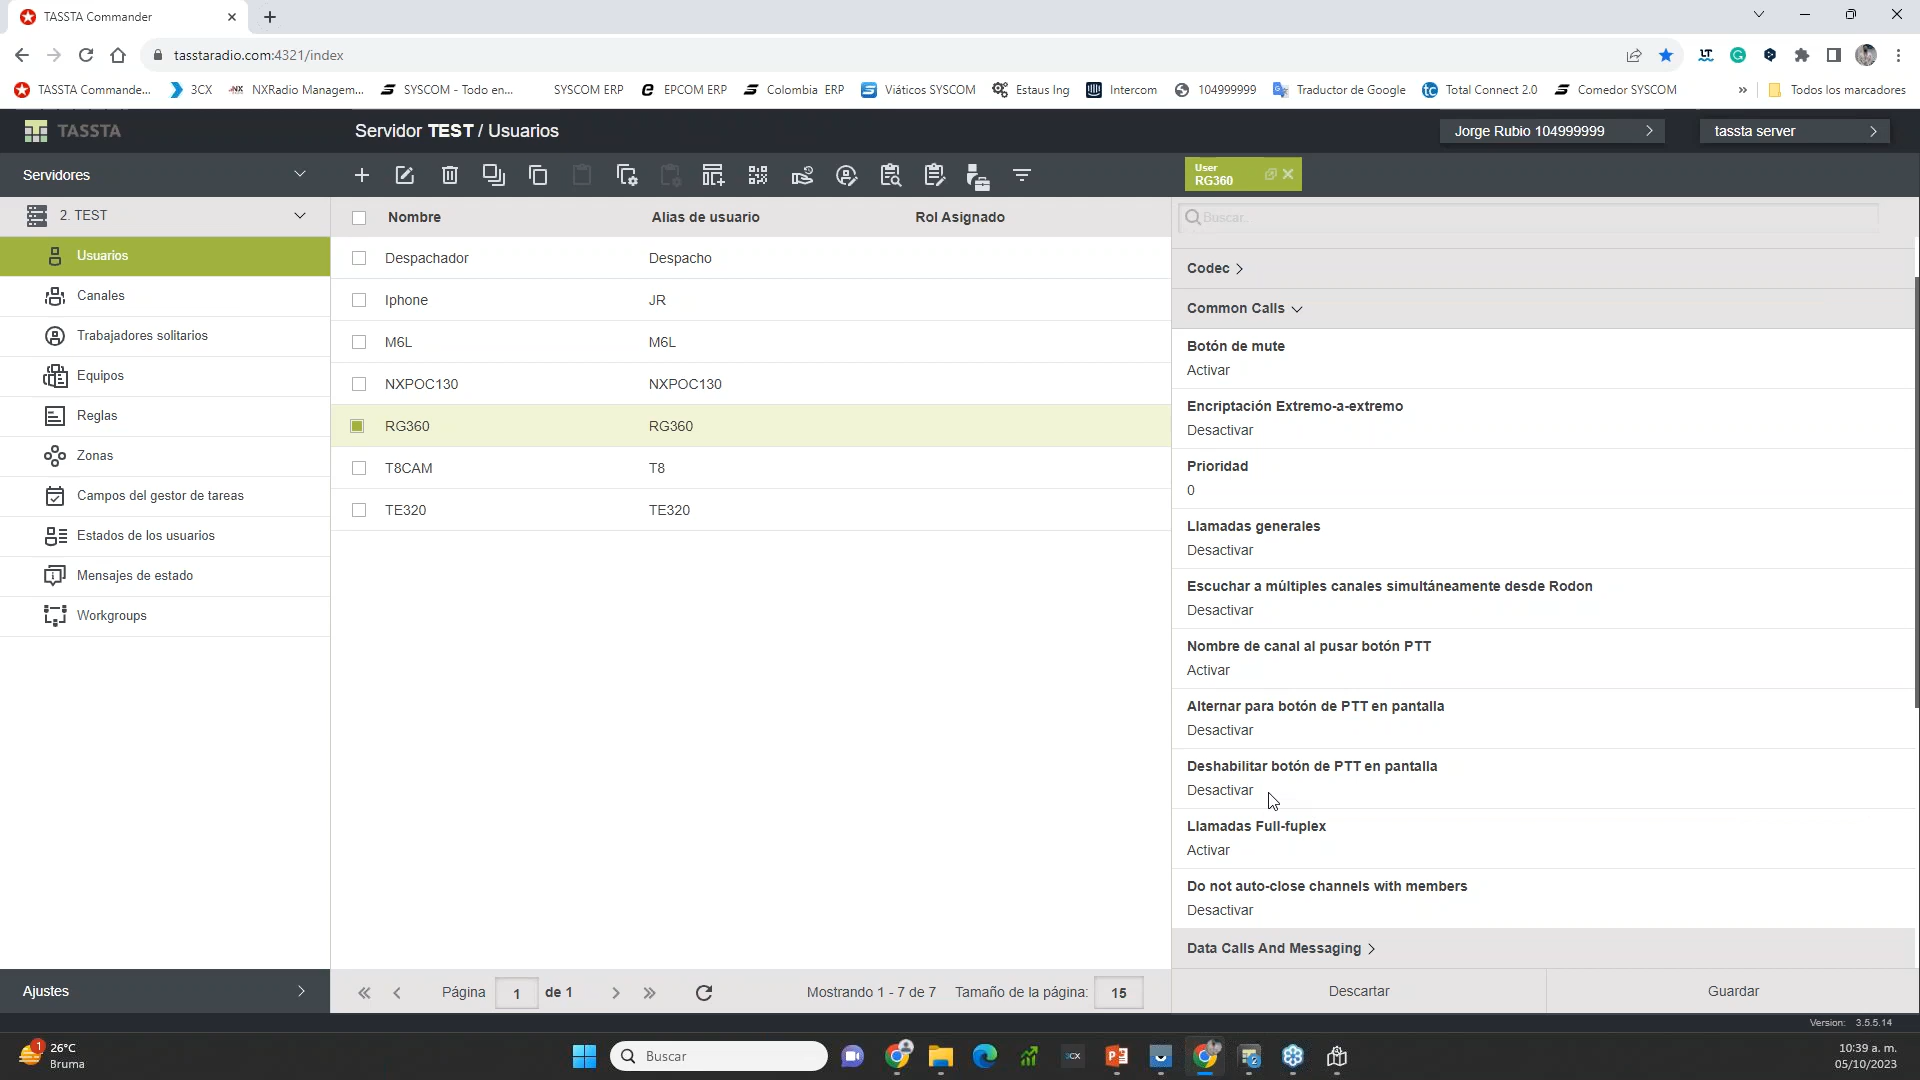 TASSTA Commander
tasstaradio.com:4321/index
TASSTA Commande...
3CX
NXRadio Managem...
SYSCOM - Todo en...
SYSCOM ERP
EPCOM ERP
Colombia ERP
Viáticos SYSCOM
Estaus Ing
Intercom
104999999
Traductor de Google
Total Connect 2.0
Comedor SYSCOM
»
Todos los marcadores
TASSTA
Servidor TEST / Usuarios
Jorge Rubio 104999999
tassta server
Servidores
User
RG360
2. TEST
Usuarios
Canales
Trabajadores solitarios
Equipos
Reglas
Zonas
Campos del gestor de tareas
Estados de los usuarios
Mensajes de estado
Workgroups
Ajustes
Nombre Alias de usuario Rol Asignado
Despachador Despacho
Iphone JR
M6L M6L
NXPOC130 NXPOC130
RG360 RG360
T8CAM T8
TE320 TE320
Página 1 de 1
Mostrando 1 - 7 de 7 Tamaño de la página: 15
Buscar.
Codec
Common Calls
Botón de mute
Activar
Encriptación Extremo-a-extremo
Desactivar
Prioridad
0
Llamadas generales
Desactivar
Escuchar a múltiples canales simultáneamente desde Rodon
Desactivar
Nombre de canal al pusar botón PTT
Activar
Alternar para botón de PTT en pantalla
Desactivar
Deshabilitar botón de PTT en pantalla
Desactivar
Llamadas Full-fuplex
Activar
Do not auto-close channels with members
Desactivar
Data Calls And Messaging
Descartar
Guardar
Version: 3.5.5.14
1
26°C
Bruma
Buscar
3CX
2
10:39 a. m.
05/10/2023